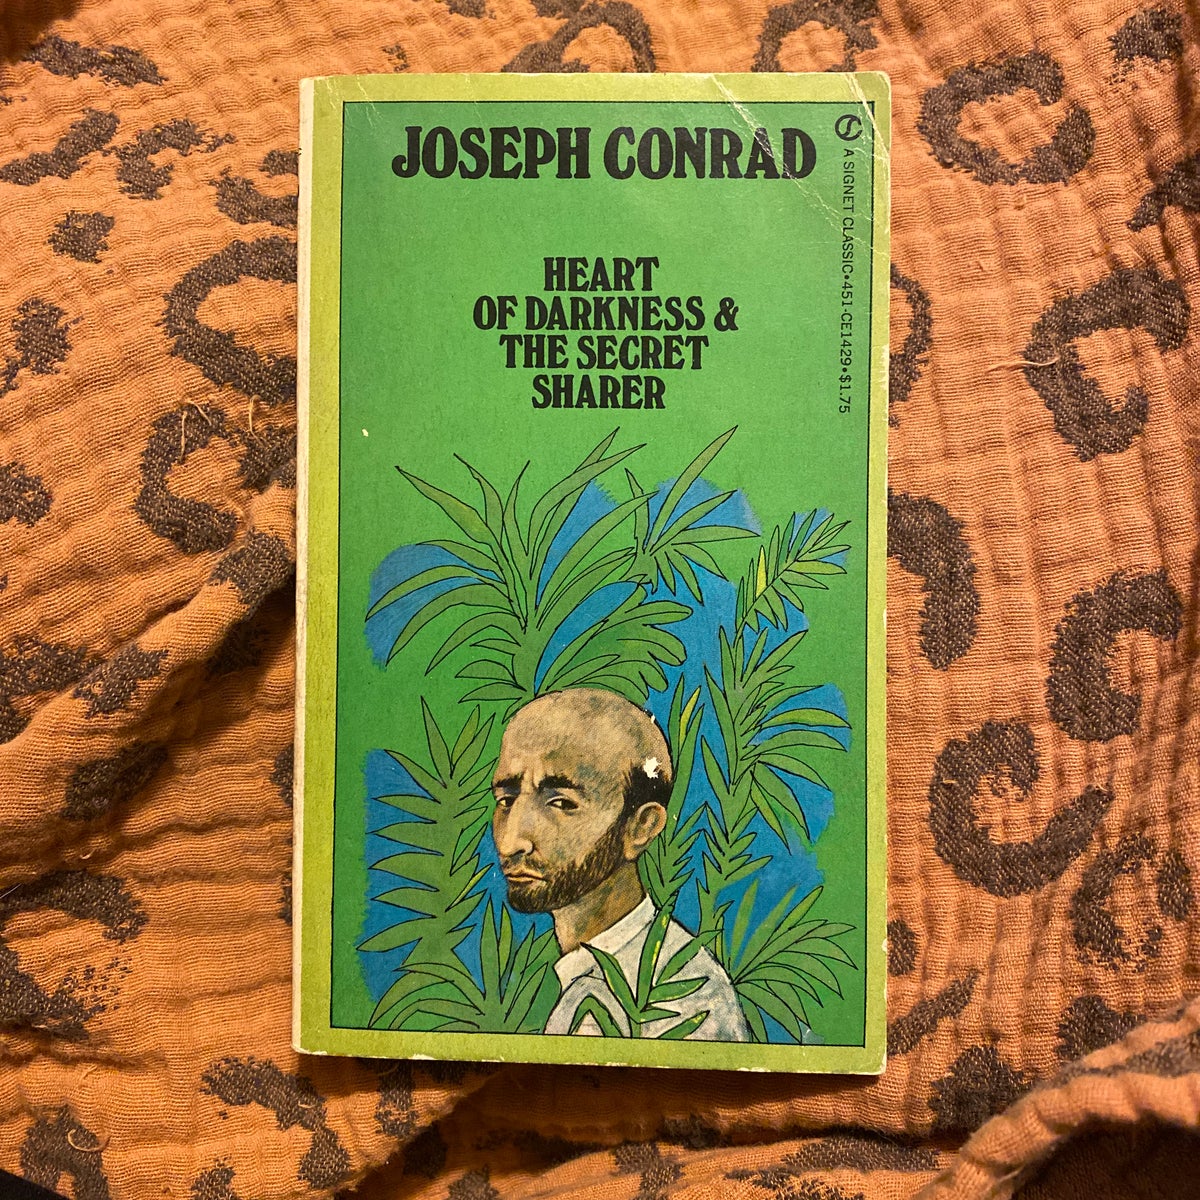 JOSEPH CONRAD
HEART
OF DARKNESS &
THE SECRET
SHARER
A SIGNET CLASSIC•451-CE1429•$1.75